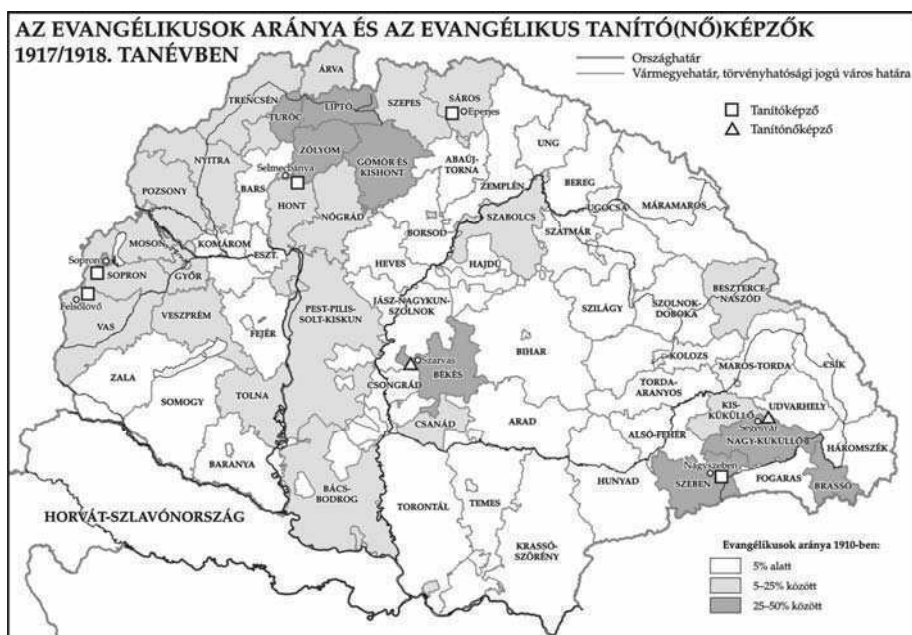 AZ EVANGÉLIKUSOK ARÁNYA ÉS AZ EVANGÉLIKUS TANÍTÓ(NŐ)KÉPZŐK
1917/1918. TANÉVBEN
Országhatár
Vármegyehatár, törvényhatósági jogú város határa
Tanítóképző
Tanítónőképző
ÁRVA
TRENCSÉN
LIPTÓ
SZEPES
SÁROS
Eperjes
TURÓC
ZÓLYOM
UNG
NYITRA
GÖMÖR ÉS
KISHONT
ABAÚJ-
TORNA
Selmecbánya
BARS
ZEMPLÉN
BEREG
POZSONY
HONT
UGOCSA
MÁRAMAROS
NÓGRÁD
SZABOLCS
BORSOD
SZATMÁR
MOSON
KOMÁROM
ESZT.
HEVES
HAJDÚ
Sopron
SOPRON
GYŐR
BESZTERCE-
NASZÓD
Felsőlövő
PEST-PILIS-
SOLT-KISKUN
JÁSZ-NAGYKUN-
SZOLNOK
SZILÁGY
SZOLNOK-
DOBOKA
VAS
VESZPRÉM
FEJÉR
BIHAR
KOLOZS
Szarvas
BÉKÉS
MAROS-TORDA
CSÍK
ZALA
CSONGRÁD
TORDA-
ARANYOS
TOLNA
KIS-
KÜKÜLLŐ
UDVARHELY
SOMOGY
CSANÁD
ARAD
Segesvár
ALSÓ-FEHÉR
NAGY-KÜKÜLLŐ
HÁROMSZÉK
BARANYA
Nagyszeben
BÁCS-
BODROG
HUNYAD
SZEBEN
FOGARAS
BRASSÓ
TORONTÁL
TEMES
HORVÁT-SZLAVÓNORSZÁG
KRASSÓ-
SZÖRÉNY
Evangélikusok aránya 1910-ben:
5% alatt
5–25% között
25–50% között